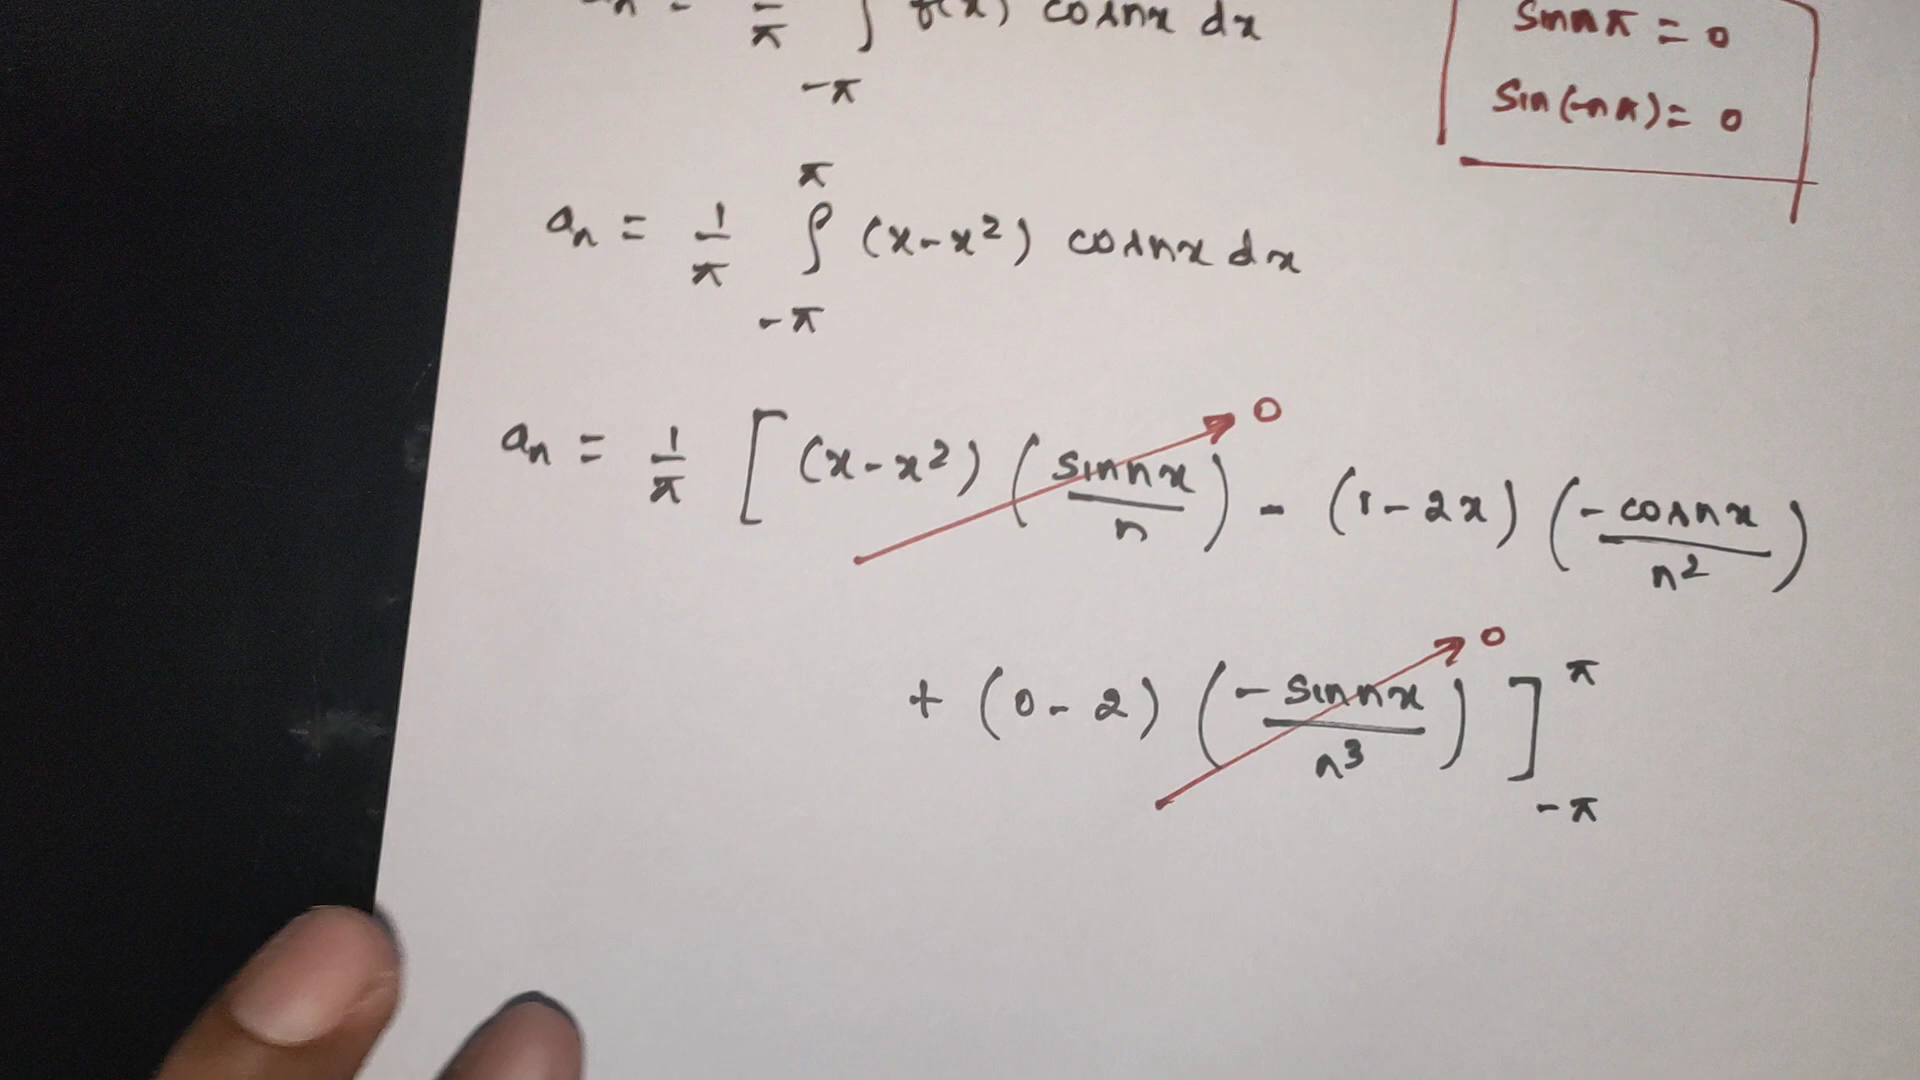 aₙ = 1/π ∫_{-π} f(x) cosnx dx
sinnπ = 0
sin(-nπ) = 0
aₙ = 1/π ∫_{-π}^{π} (x-x²) cosnx dx
aₙ = 1/π [ (x-x²) (sinnx/n) → 0 - (1-2x) (-cosnx/n²)
+ (0-2) (-sinnx/n³) → 0 ]_{-π}^{π}